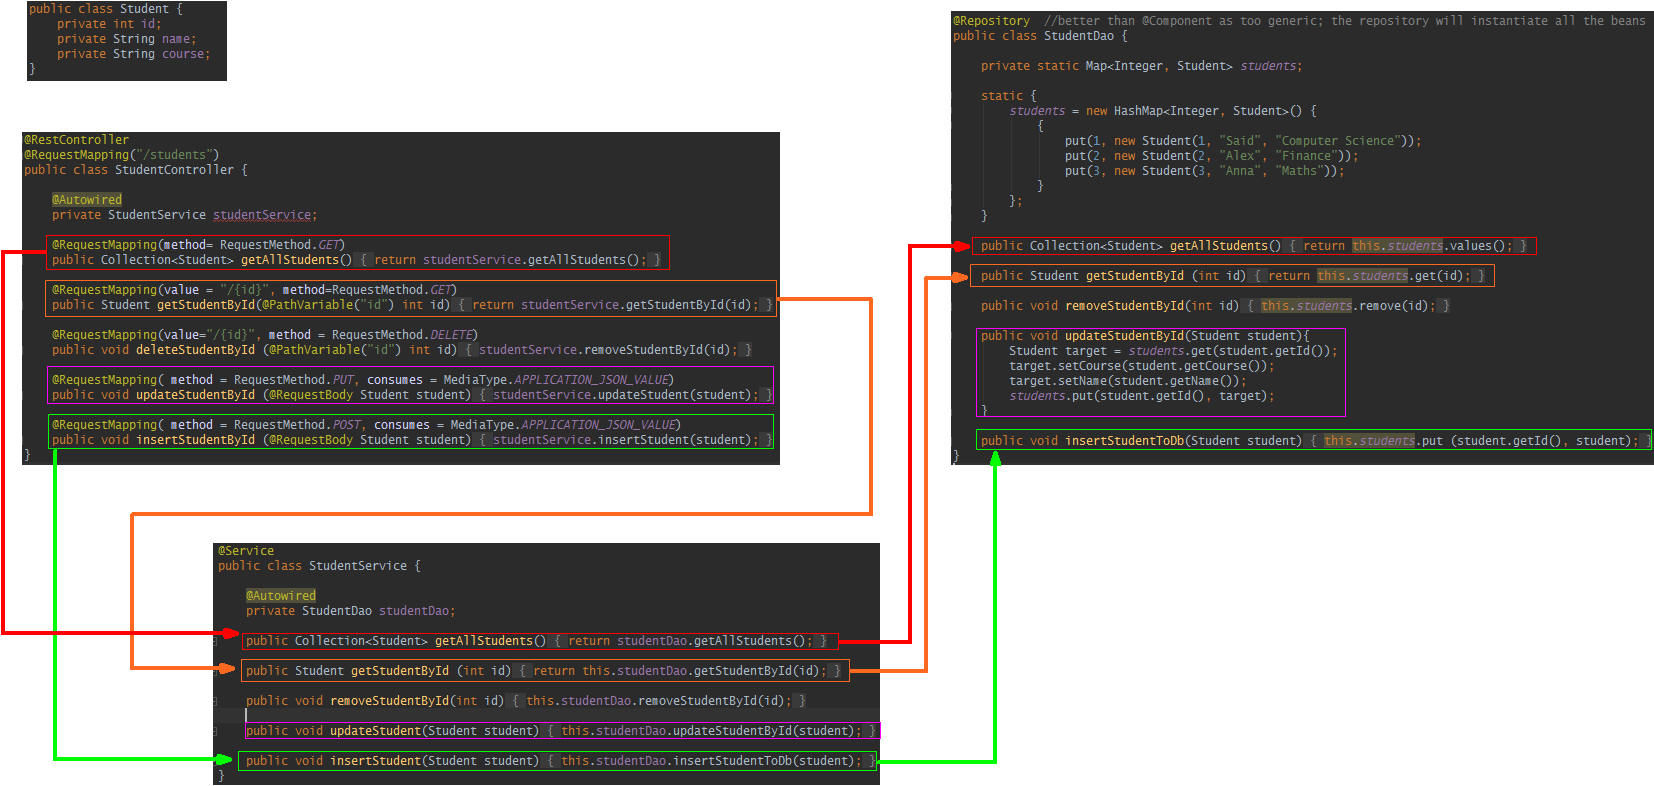 public class Student {
private int id;
private String name;
private String course;
}
@RestController
@RequestMapping("/students")
public class StudentController {
@Autowired
private StudentService studentService;
@RequestMapping(method= RequestMethod.GET)
public Collection<Student> getAllStudents() { return studentService.getAllStudents(); }
@RequestMapping(value = "/{id}", method=RequestMethod.GET)
public Student getStudentById(@PathVariable("id") int id) { return studentService.getStudentById(id); }
@RequestMapping(value="/{id}", method = RequestMethod.DELETE)
public void deleteStudentById (@PathVariable("id") int id) { studentService.removeStudentById(id); }
@RequestMapping( method = RequestMethod.PUT, consumes = MediaType.APPLICATION_JSON_VALUE)
public void updateStudentById (@RequestBody Student student) { studentService.updateStudent(student); }
@RequestMapping( method = RequestMethod.POST, consumes = MediaType.APPLICATION_JSON_VALUE)
public void insertStudentById (@RequestBody Student student) { studentService.insertStudent(student); }
}
@Service
public class StudentService {
@Autowired
private StudentDao studentDao;
public Collection<Student> getAllStudents() { return studentDao.getAllStudents(); }
public Student getStudentById (int id) { return this.studentDao.getStudentById(id); }
public void removeStudentById(int id) { this.studentDao.removeStudentById(id); }
public void updateStudent(Student student) { this.studentDao.updateStudentById(student); }
public void insertStudent(Student student) { this.studentDao.insertStudentToDb(student); }
}
@Repository //better than @Component as too generic; the repository will instantiate all the beans
public class StudentDao {
private static Map<Integer, Student> students;
static {
students = new HashMap<Integer, Student>() {
{
put(1, new Student(1, "Said", "Computer Science"));
put(2, new Student(2, "Alex", "Finance"));
put(3, new Student(3, "Anna", "Maths"));
}
};
}
public Collection<Student> getAllStudents() { return this.students.values(); }
public Student getStudentById (int id) { return this.students.get(id); }
public void removeStudentById(int id) { this.students.remove(id); }
public void updateStudentById(Student student){
Student target = students.get(student.getId());
target.setCourse(student.getCourse());
target.setName(student.getName());
students.put(student.getId(), target);
}
public void insertStudentToDb(Student student) { this.students.put (student.getId(), student); }
}